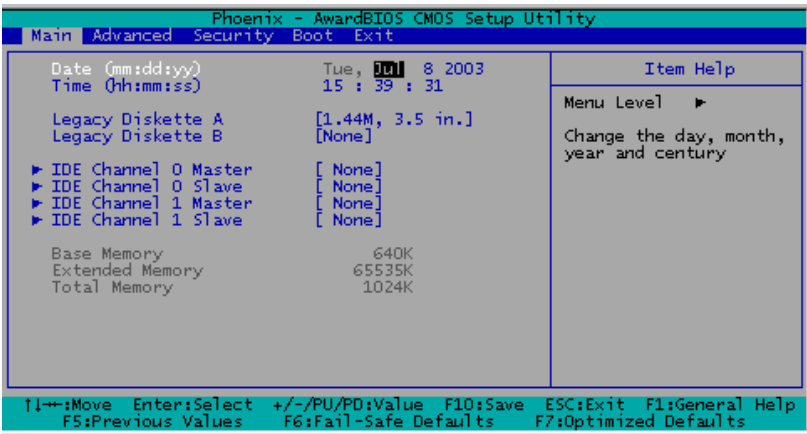 Phoenix - AwardBIOS CMOS Setup Utility
Main Advanced Security Boot Exit
Date (mm:dd:yy) Tue, Jul 8 2003
Time (hh:mm:ss) 15 : 39 : 31
Legacy Diskette A [1.44M, 3.5 in.]
Legacy Diskette B [None]
► IDE Channel 0 Master [ None]
► IDE Channel 0 Slave [ None]
► IDE Channel 1 Master [ None]
► IDE Channel 1 Slave [ None]
Base Memory 640K
Extended Memory 65535K
Total Memory 1024K
Item Help
Menu Level ►
Change the day, month,
year and century
↑↓→←:Move Enter:Select +/-/PU/PD:Value F10:Save ESC:Exit F1:General Help
F5:Previous Values F6:Fail-Safe Defaults F7:Optimized Defaults